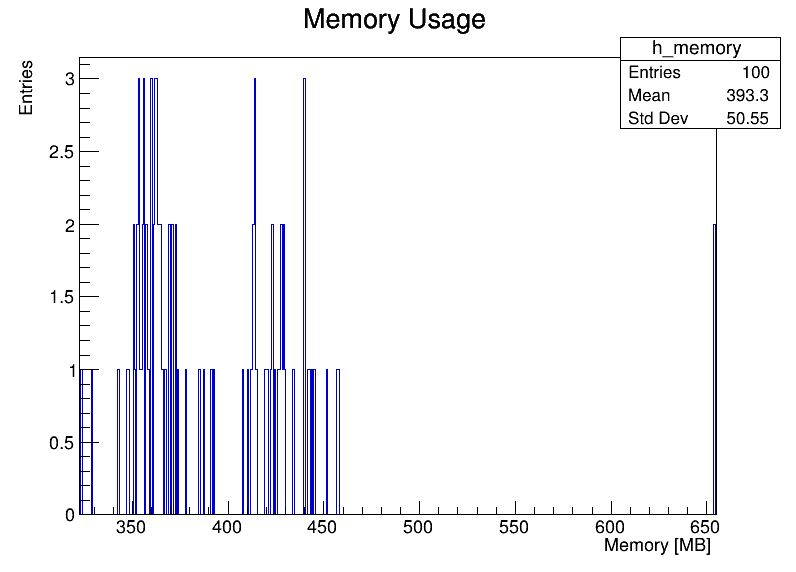 Memory Usage
h_memory
Entries 100
Mean 393.3
Std Dev 50.55
Entries
3
2.5
2
1.5
1
0.5
0
350 400 450 500 550 600 650
Memory [MB]